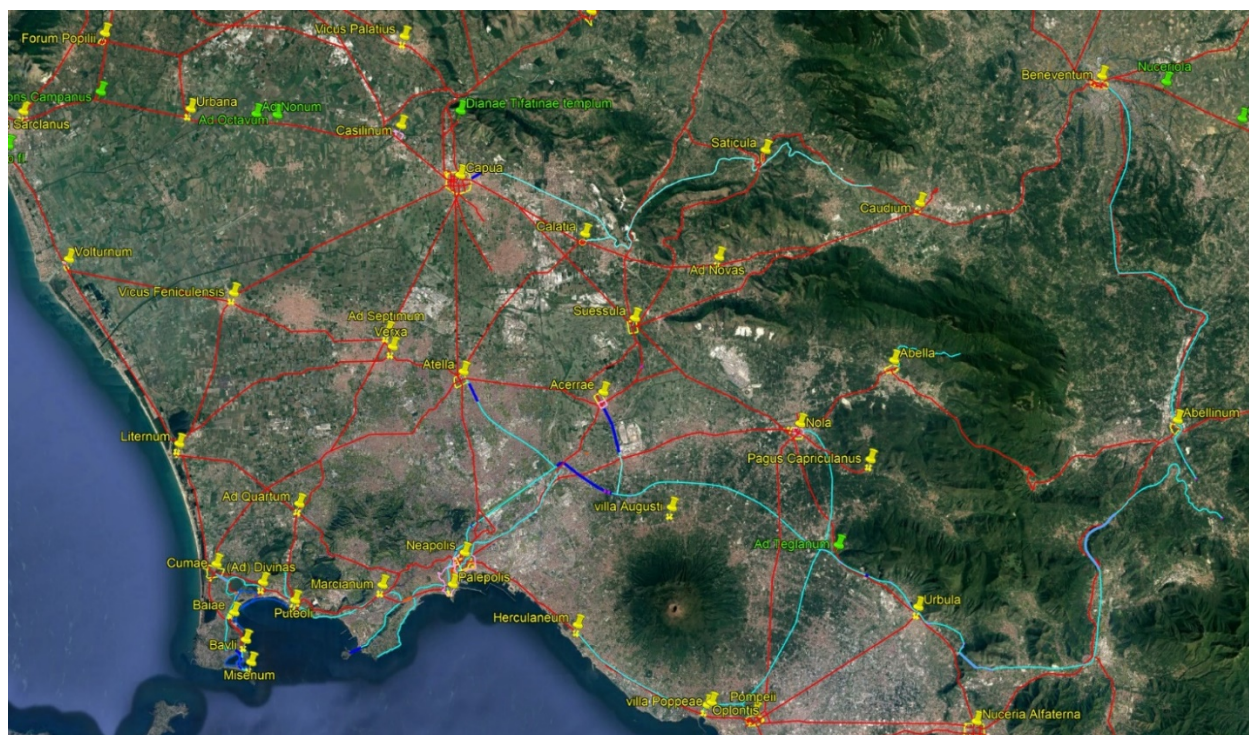 Forum Popilii
Vicus Palatius
Beneventum
Nuceriola
ons Campanus
Urbana
Ad Nonum
Ad Octavum
Dianae Tifatinae templum
Sarclanus
Casilinum
Saticula
Capua
Caudium
Calatia
Volturnum
Ad Novas
Vicus Feniculensis
Suessula
Ad Septimum
Verxa
Atella
Abella
Acerrae
Abellinum
Nola
Liternum
Pagus Capriculanus
Ad Quartum
villa Augusti
Ad Teglanum
Neapolis
Cumae
(Ad) Divinas
Marcianum
Palepolis
Baiae
Puteoli
Herculaneum
Urbula
Bavli
Misenum
villa Poppeae
Pompeii
Oplontis
Nuceria Alfaterna